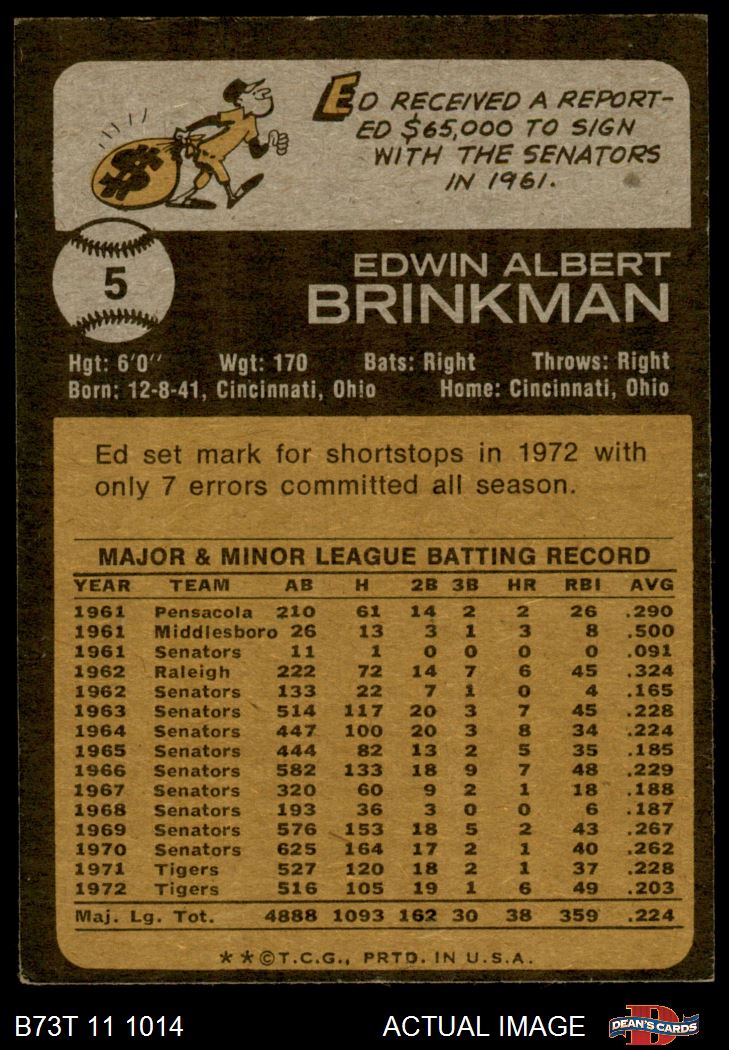 ED RECEIVED A REPORT-
ED $65,000 TO SIGN
WITH THE SENATORS
IN 1961.
$
5
EDWIN ALBERT
BRINKMAN
Hgt: 6'0" Wgt: 170 Bats: Right Throws: Right
Born: 12-8-41, Cincinnati, Ohio Home: Cincinnati, Ohio
Ed set mark for shortstops in 1972 with
only 7 errors committed all season.
MAJOR & MINOR LEAGUE BATTING RECORD
YEAR TEAM AB H 2B 3B HR RBI AVG
1961 Pensacola 210 61 14 2 2 26 .290
1961 Middlesboro 26 13 3 1 3 8 .500
1961 Senators 11 1 0 0 0 0 .091
1962 Raleigh 222 72 14 7 6 45 .324
1962 Senators 133 22 7 1 0 4 .165
1963 Senators 514 117 20 3 7 45 .228
1964 Senators 447 100 20 3 8 34 .224
1965 Senators 444 82 13 2 5 35 .185
1966 Senators 582 133 18 9 7 48 .229
1967 Senators 320 60 9 2 1 18 .188
1968 Senators 193 36 3 0 0 6 .187
1969 Senators 576 153 18 5 2 43 .267
1970 Senators 625 164 17 2 1 40 .262
1971 Tigers 527 120 18 2 1 37 .228
1972 Tigers 516 105 19 1 6 49 .203
Maj. Lg. Tot. 4888 1093 162 30 38 359 .224
**©T.C.G., PRTD. IN U.S.A.
B73T 11 1014 ACTUAL IMAGE D DEAN'S CARDS